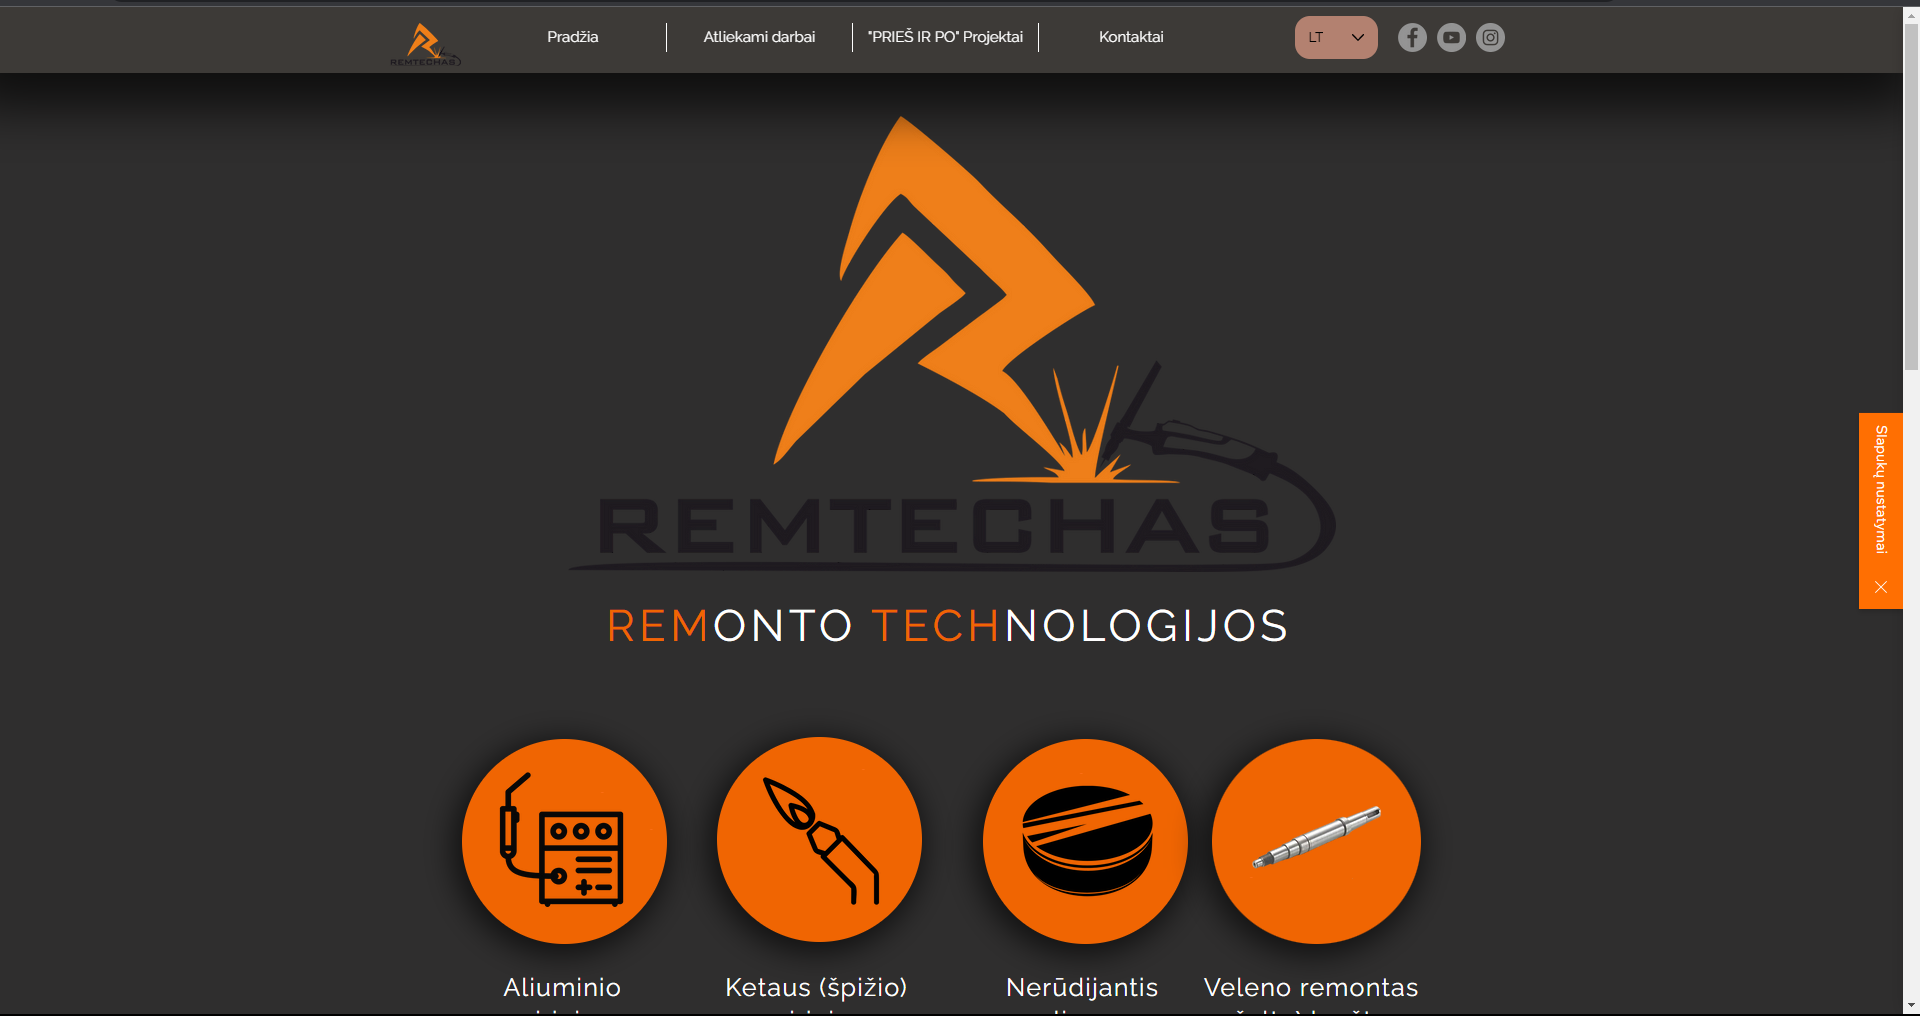 REMTECHAS
Pradžia
Atliekami darbai
"PRIEŠ IR PO" Projektai
Kontaktai
LT
REMTECHAS
REMONTO TECHNOLOGIJOS
Slapukų nustatymai
Aliuminio
Ketaus (špižio)
Nerūdijantis
Veleno remontas